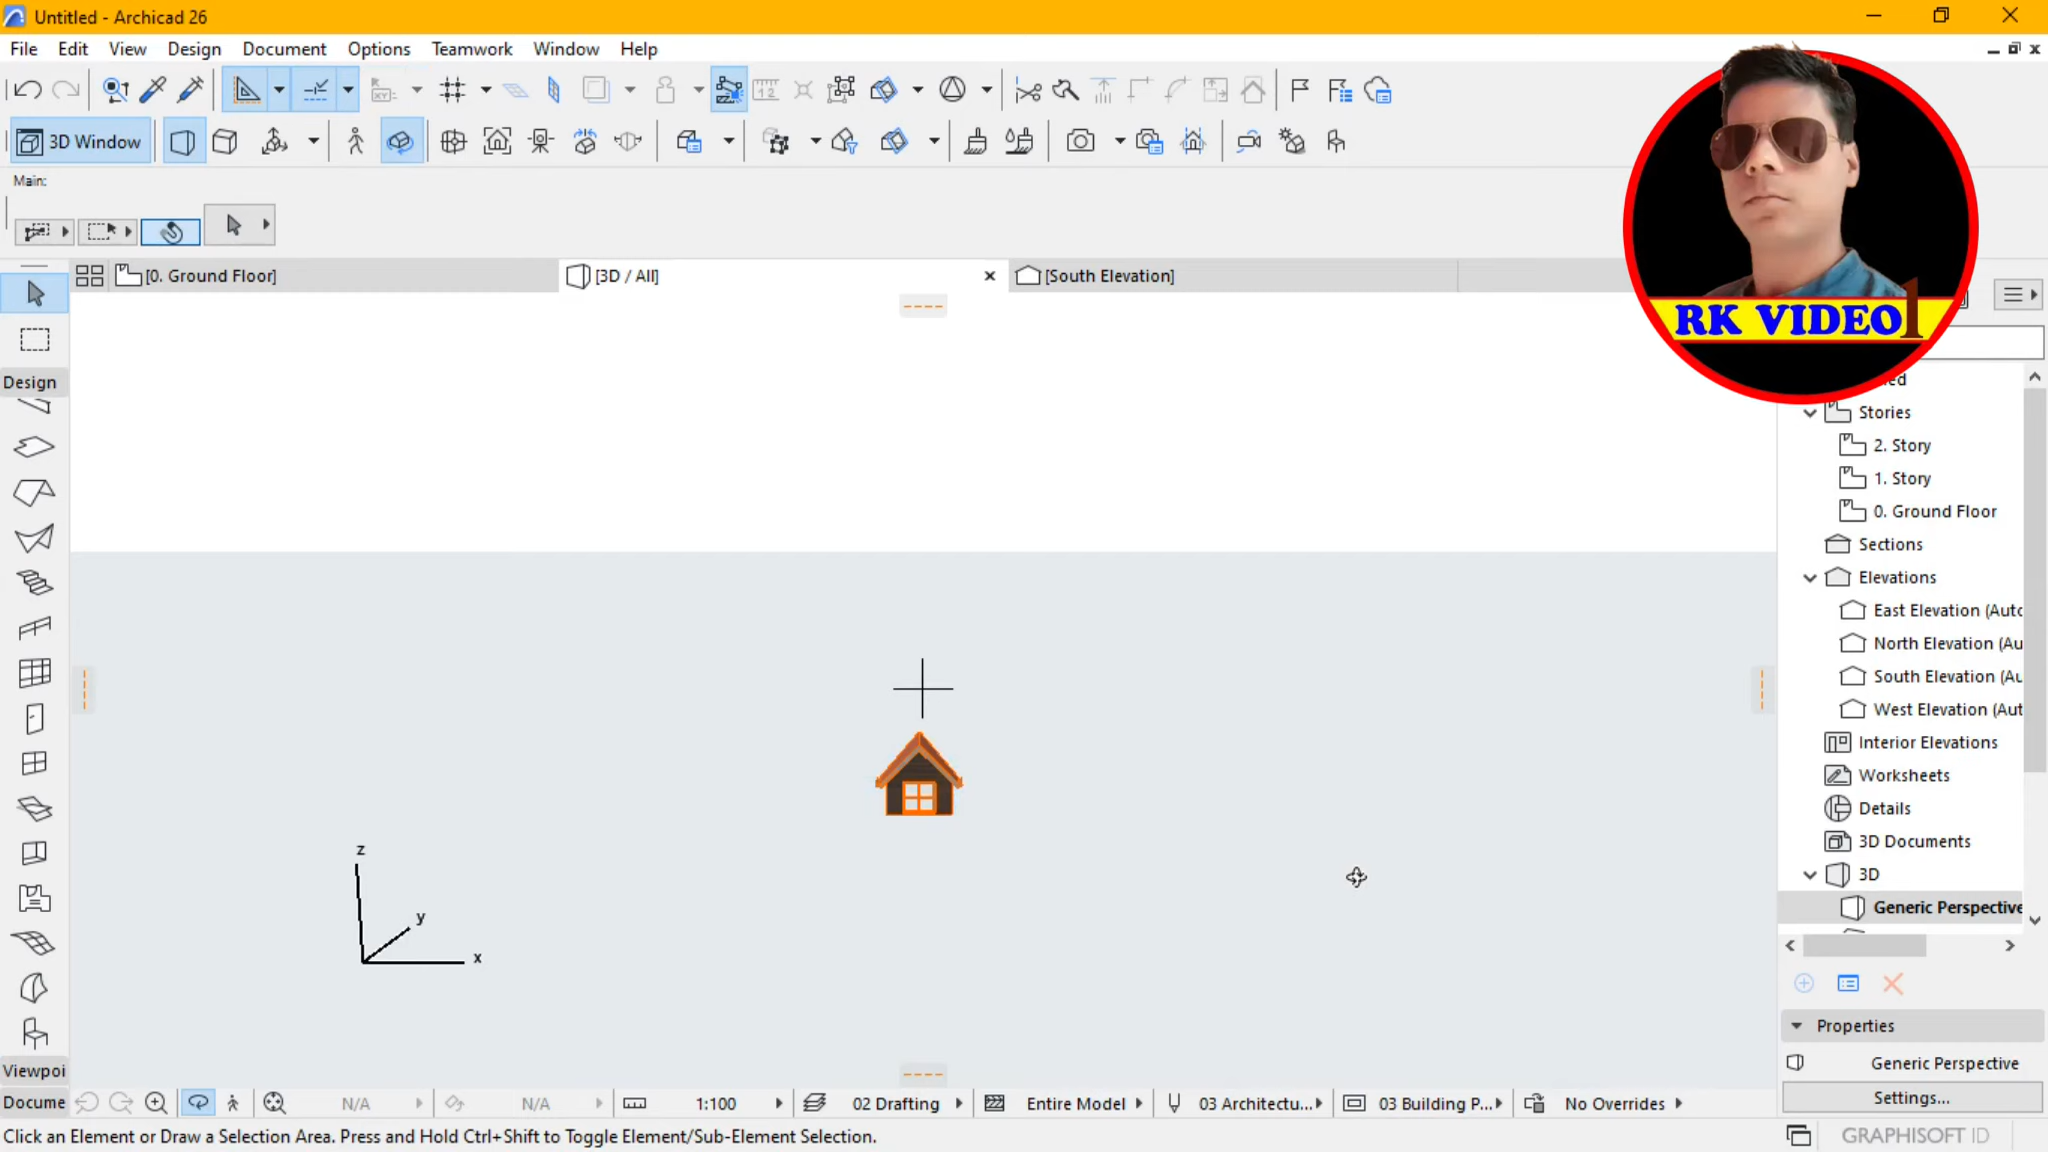 Untitled - Archicad 26
File Edit View Design Document Options Teamwork Window Help
3D Window
Main:
[0. Ground Floor]
[3D / All]
[South Elevation]
RK VIDEO1
Design
Stories
2. Story
1. Story
0. Ground Floor
Sections
Elevations
East Elevation (Autc
North Elevation (Au
South Elevation (Au
West Elevation (Aut
Interior Elevations
Worksheets
Details
3D Documents
3D
Generic Perspective
z
y
x
Properties
Generic Perspective
Settings...
Viewpoi
Docume
N/A
N/A
1:100
02 Drafting
Entire Model
03 Architectu...
03 Building P...
No Overrides
Click an Element or Draw a Selection Area. Press and Hold Ctrl+Shift to Toggle Element/Sub-Element Selection.
GRAPHISOFT ID